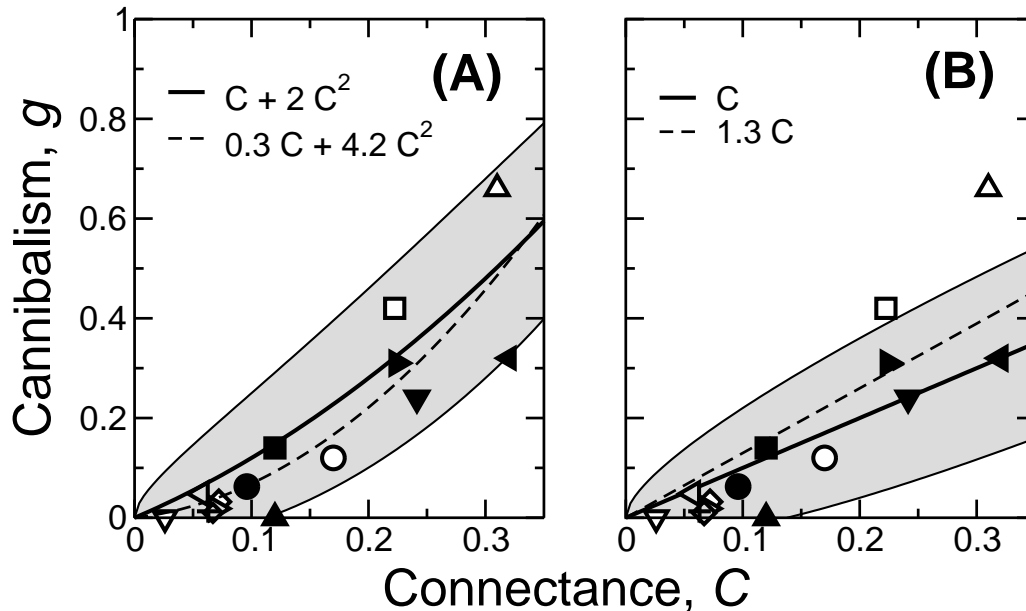 1
(A)
(B)
C + 2 C²
C
0.8
0.3 C + 4.2 C²
1.3 C
0.6
0.4
0.2
0
0 0.1 0.2 0.3
0 0.1 0.2 0.3
Cannibalism, g
Connectance, C